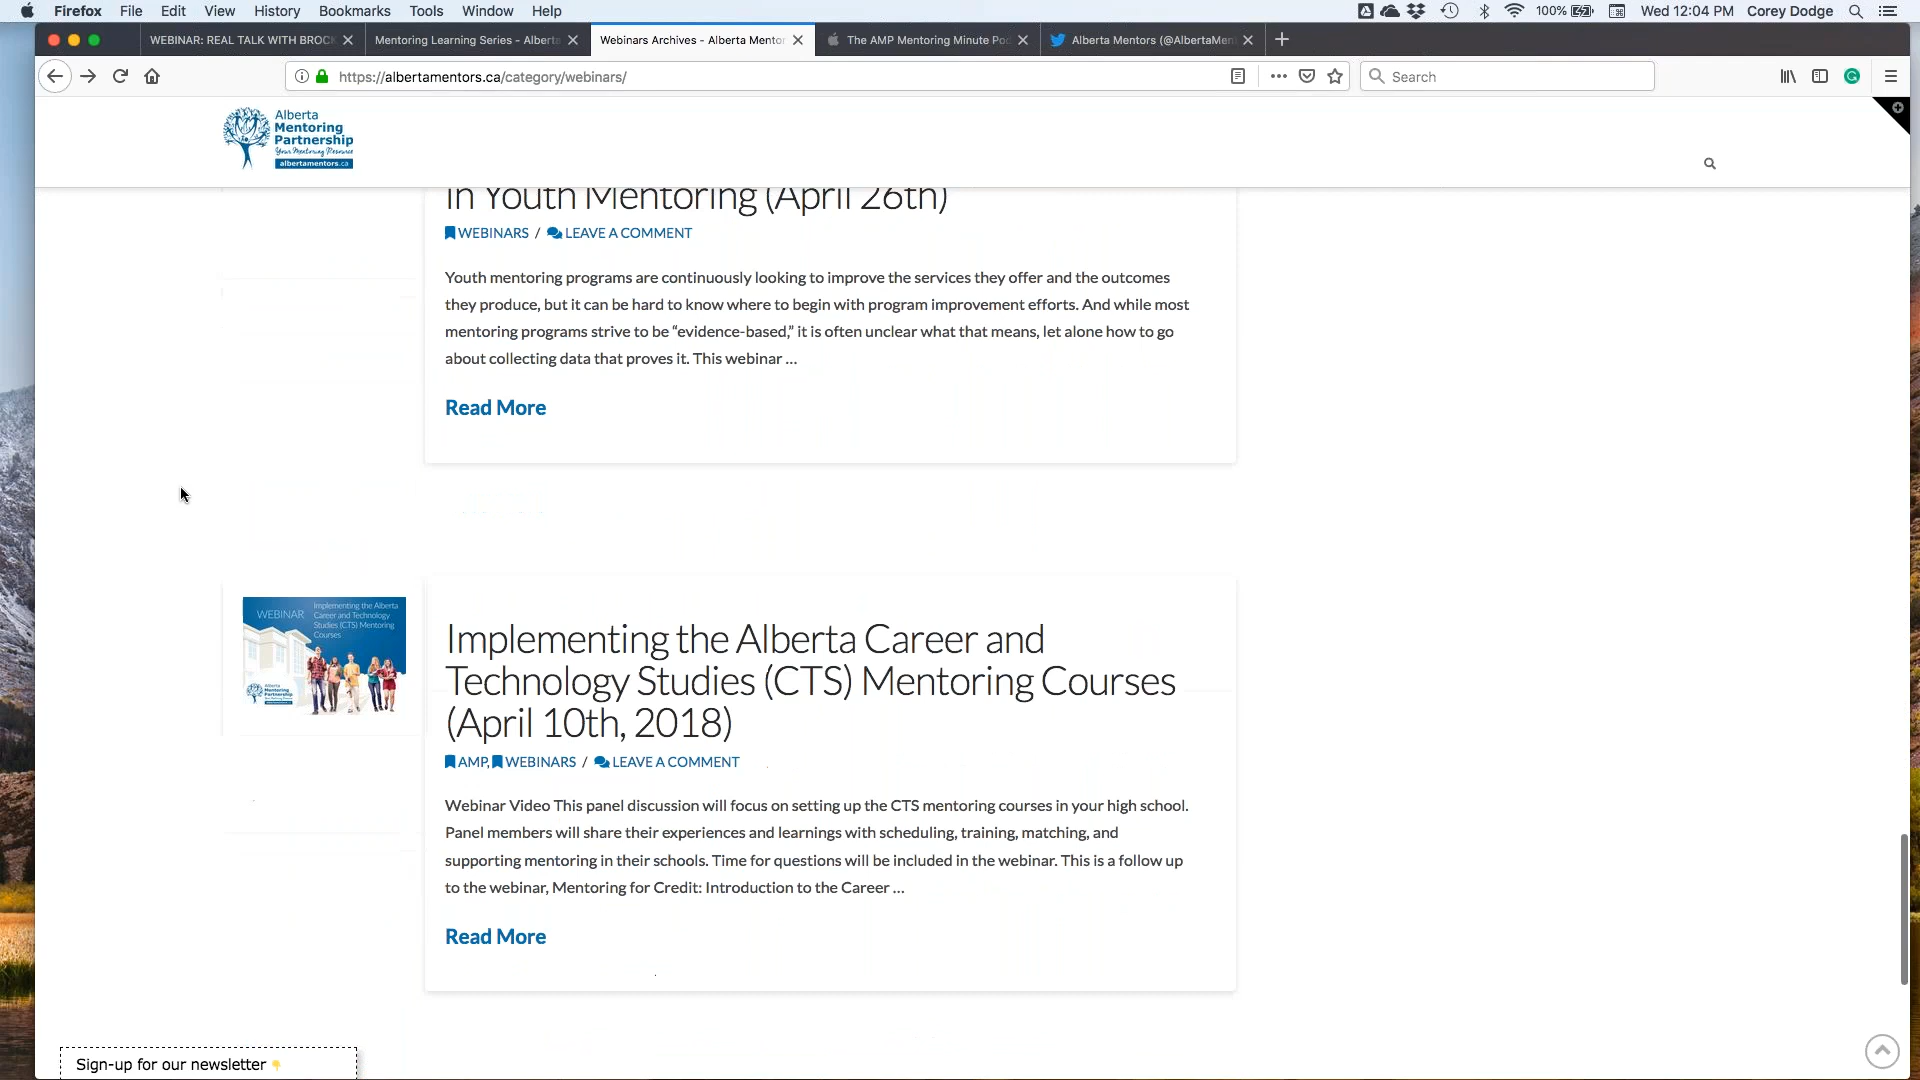 Firefox File Edit View History Bookmarks Tools Window Help 100% Wed 12:04 PM Corey Dodge
WEBINAR: REAL TALK WITH BROCK
Mentoring Learning Series - Alberta
Webinars Archives - Alberta Mentor
The AMP Mentoring Minute Po
Alberta Mentors (@AlbertaMen
https://albertamentors.ca/category/webinars/
Search
Alberta
Mentoring
Partnership
Your Mentoring Resource
albertamentors.ca
In Youth Mentoring (April 26th)
WEBINARS / LEAVE A COMMENT
Youth mentoring programs are continuously looking to improve the services they offer and the outcomes
they produce, but it can be hard to know where to begin with program improvement efforts. And while most
mentoring programs strive to be “evidence-based,” it is often unclear what that means, let alone how to go
about collecting data that proves it. This webinar ...
Read More
WEBINAR
Implementing the Alberta
Career and Technology
Studies (CTS) Mentoring
Courses
Alberta
Mentoring
Partnership
Implementing the Alberta Career and
Technology Studies (CTS) Mentoring Courses
(April 10th, 2018)
AMP, WEBINARS / LEAVE A COMMENT
Webinar Video This panel discussion will focus on setting up the CTS mentoring courses in your high school.
Panel members will share their experiences and learnings with scheduling, training, matching, and
supporting mentoring in their schools. Time for questions will be included in the webinar. This is a follow up
to the webinar, Mentoring for Credit: Introduction to the Career ...
Read More
Sign-up for our newsletter